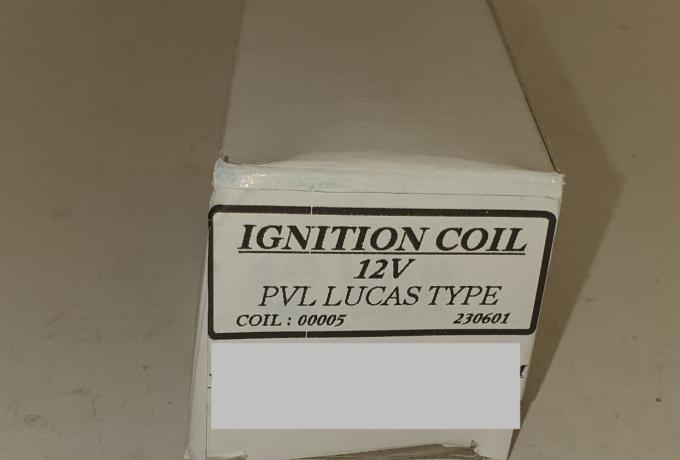 IGNITION COIL
12V
PVL LUCAS TYPE
COIL : 00005 230601